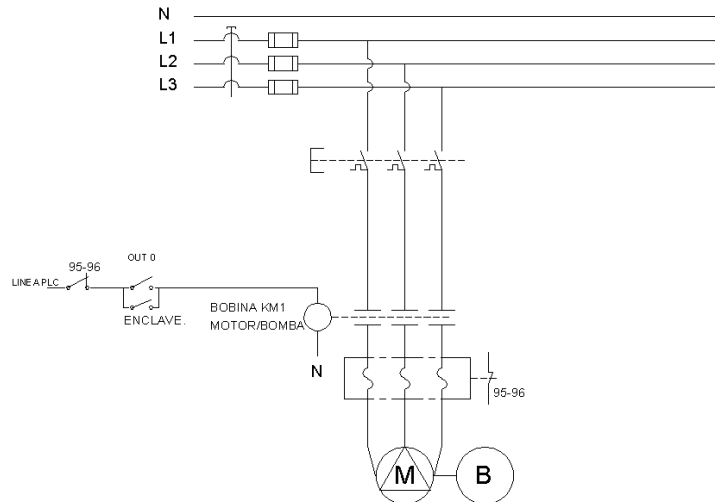 N
L1
L2
L3
OUT 0
95-96
LINEA PLC
ENCLAVE.
BOBINA KM1
MOTOR/BOMBA
N
95-96
M
B